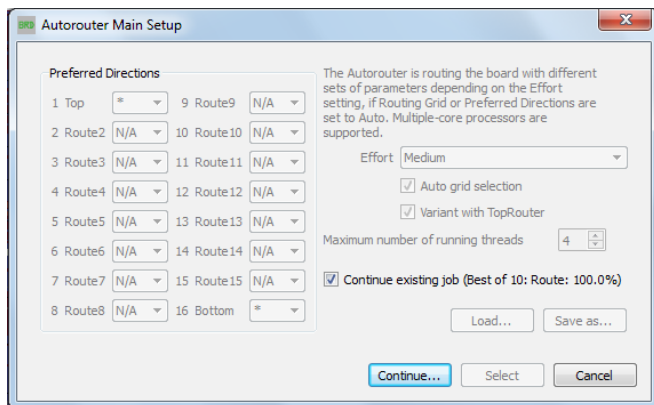 BRD Autorouter Main Setup
Preferred Directions
1 Top * 9 Route9 N/A
2 Route2 N/A 10 Route10 N/A
3 Route3 N/A 11 Route11 N/A
4 Route4 N/A 12 Route12 N/A
5 Route5 N/A 13 Route13 N/A
6 Route6 N/A 14 Route14 N/A
7 Route7 N/A 15 Route15 N/A
8 Route8 N/A 16 Bottom *
The Autorouter is routing the board with different
sets of parameters depending on the Effort
setting, if Routing Grid or Preferred Directions are
set to Auto. Multiple-core processors are
supported.
Effort Medium
Auto grid selection
Variant with TopRouter
Maximum number of running threads 4
Continue existing job (Best of 10: Route: 100.0%)
Load... Save as...
Continue... Select Cancel